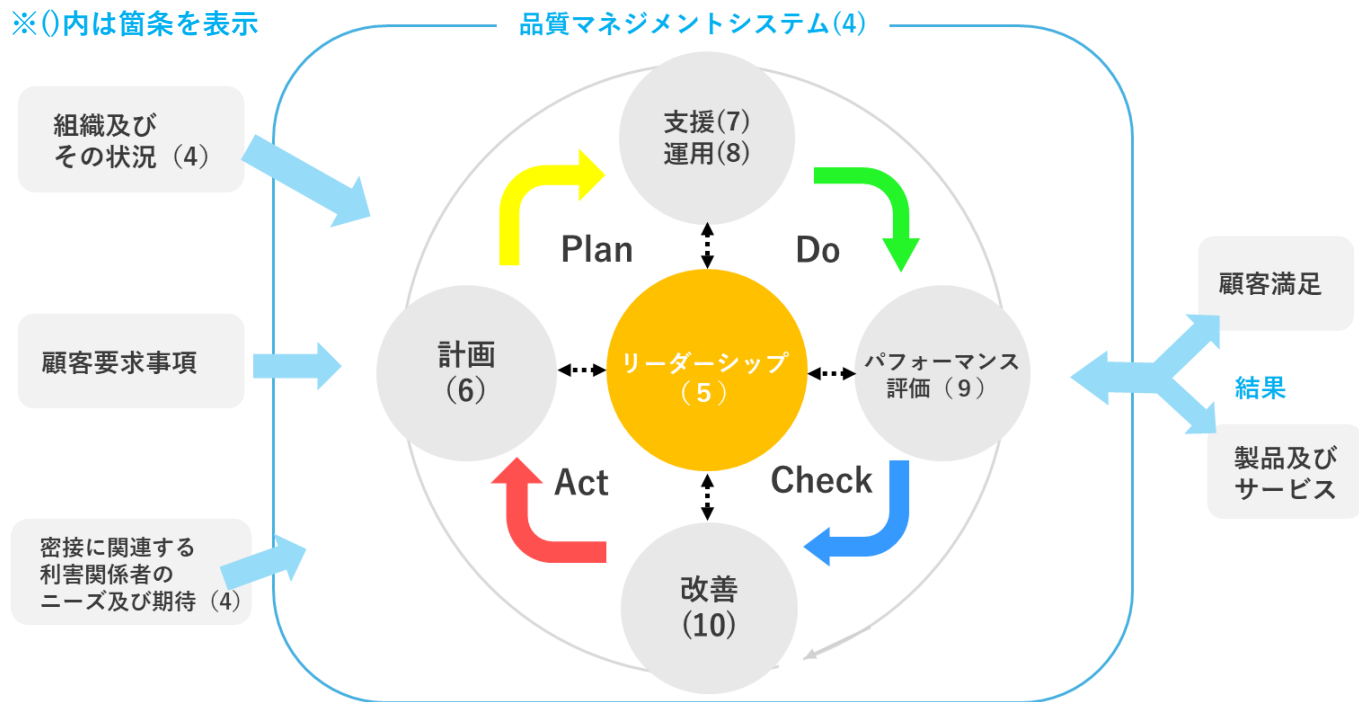 ※()内は箇条を表示
品質マネジメントシステム(4)
組織及び
その状況（4）
顧客要求事項
密接に関連する
利害関係者の
ニーズ及び期待（4）
支援(7)
運用(8)
Plan
Do
計画
(6)
リーダーシップ
（５）
パフォーマンス
評価（９）
Act
Check
改善
(10)
顧客満足
結果
製品及び
サービス